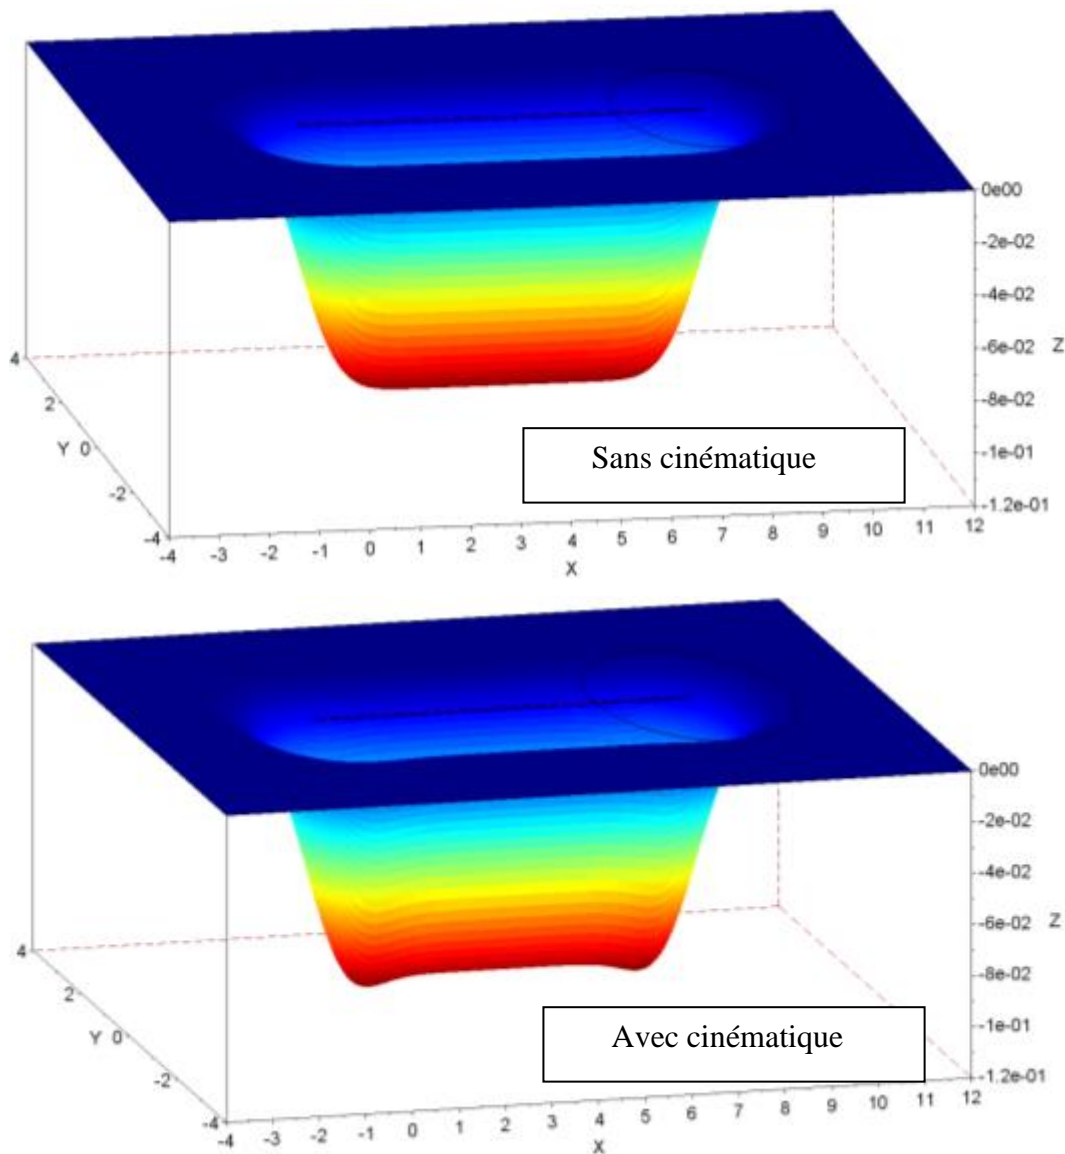 0e00
-2e-02
-4e-02
-6e-02
Z
-8e-02
-1e-01
-1.2e-01
4
2
Y 0
-2
-4
-4 -3 -2 -1 0 1 2 3 4 5 6 7 8 9 10 11 12
X
Sans cinématique
0e00
-2e-02
-4e-02
-6e-02
Z
-8e-02
-1e-01
-1.2e-01
4
2
Y 0
-2
-4
-4 -3 -2 -1 0 1 2 3 4 5 6 7 8 9 10 11 12
X
Avec cinématique